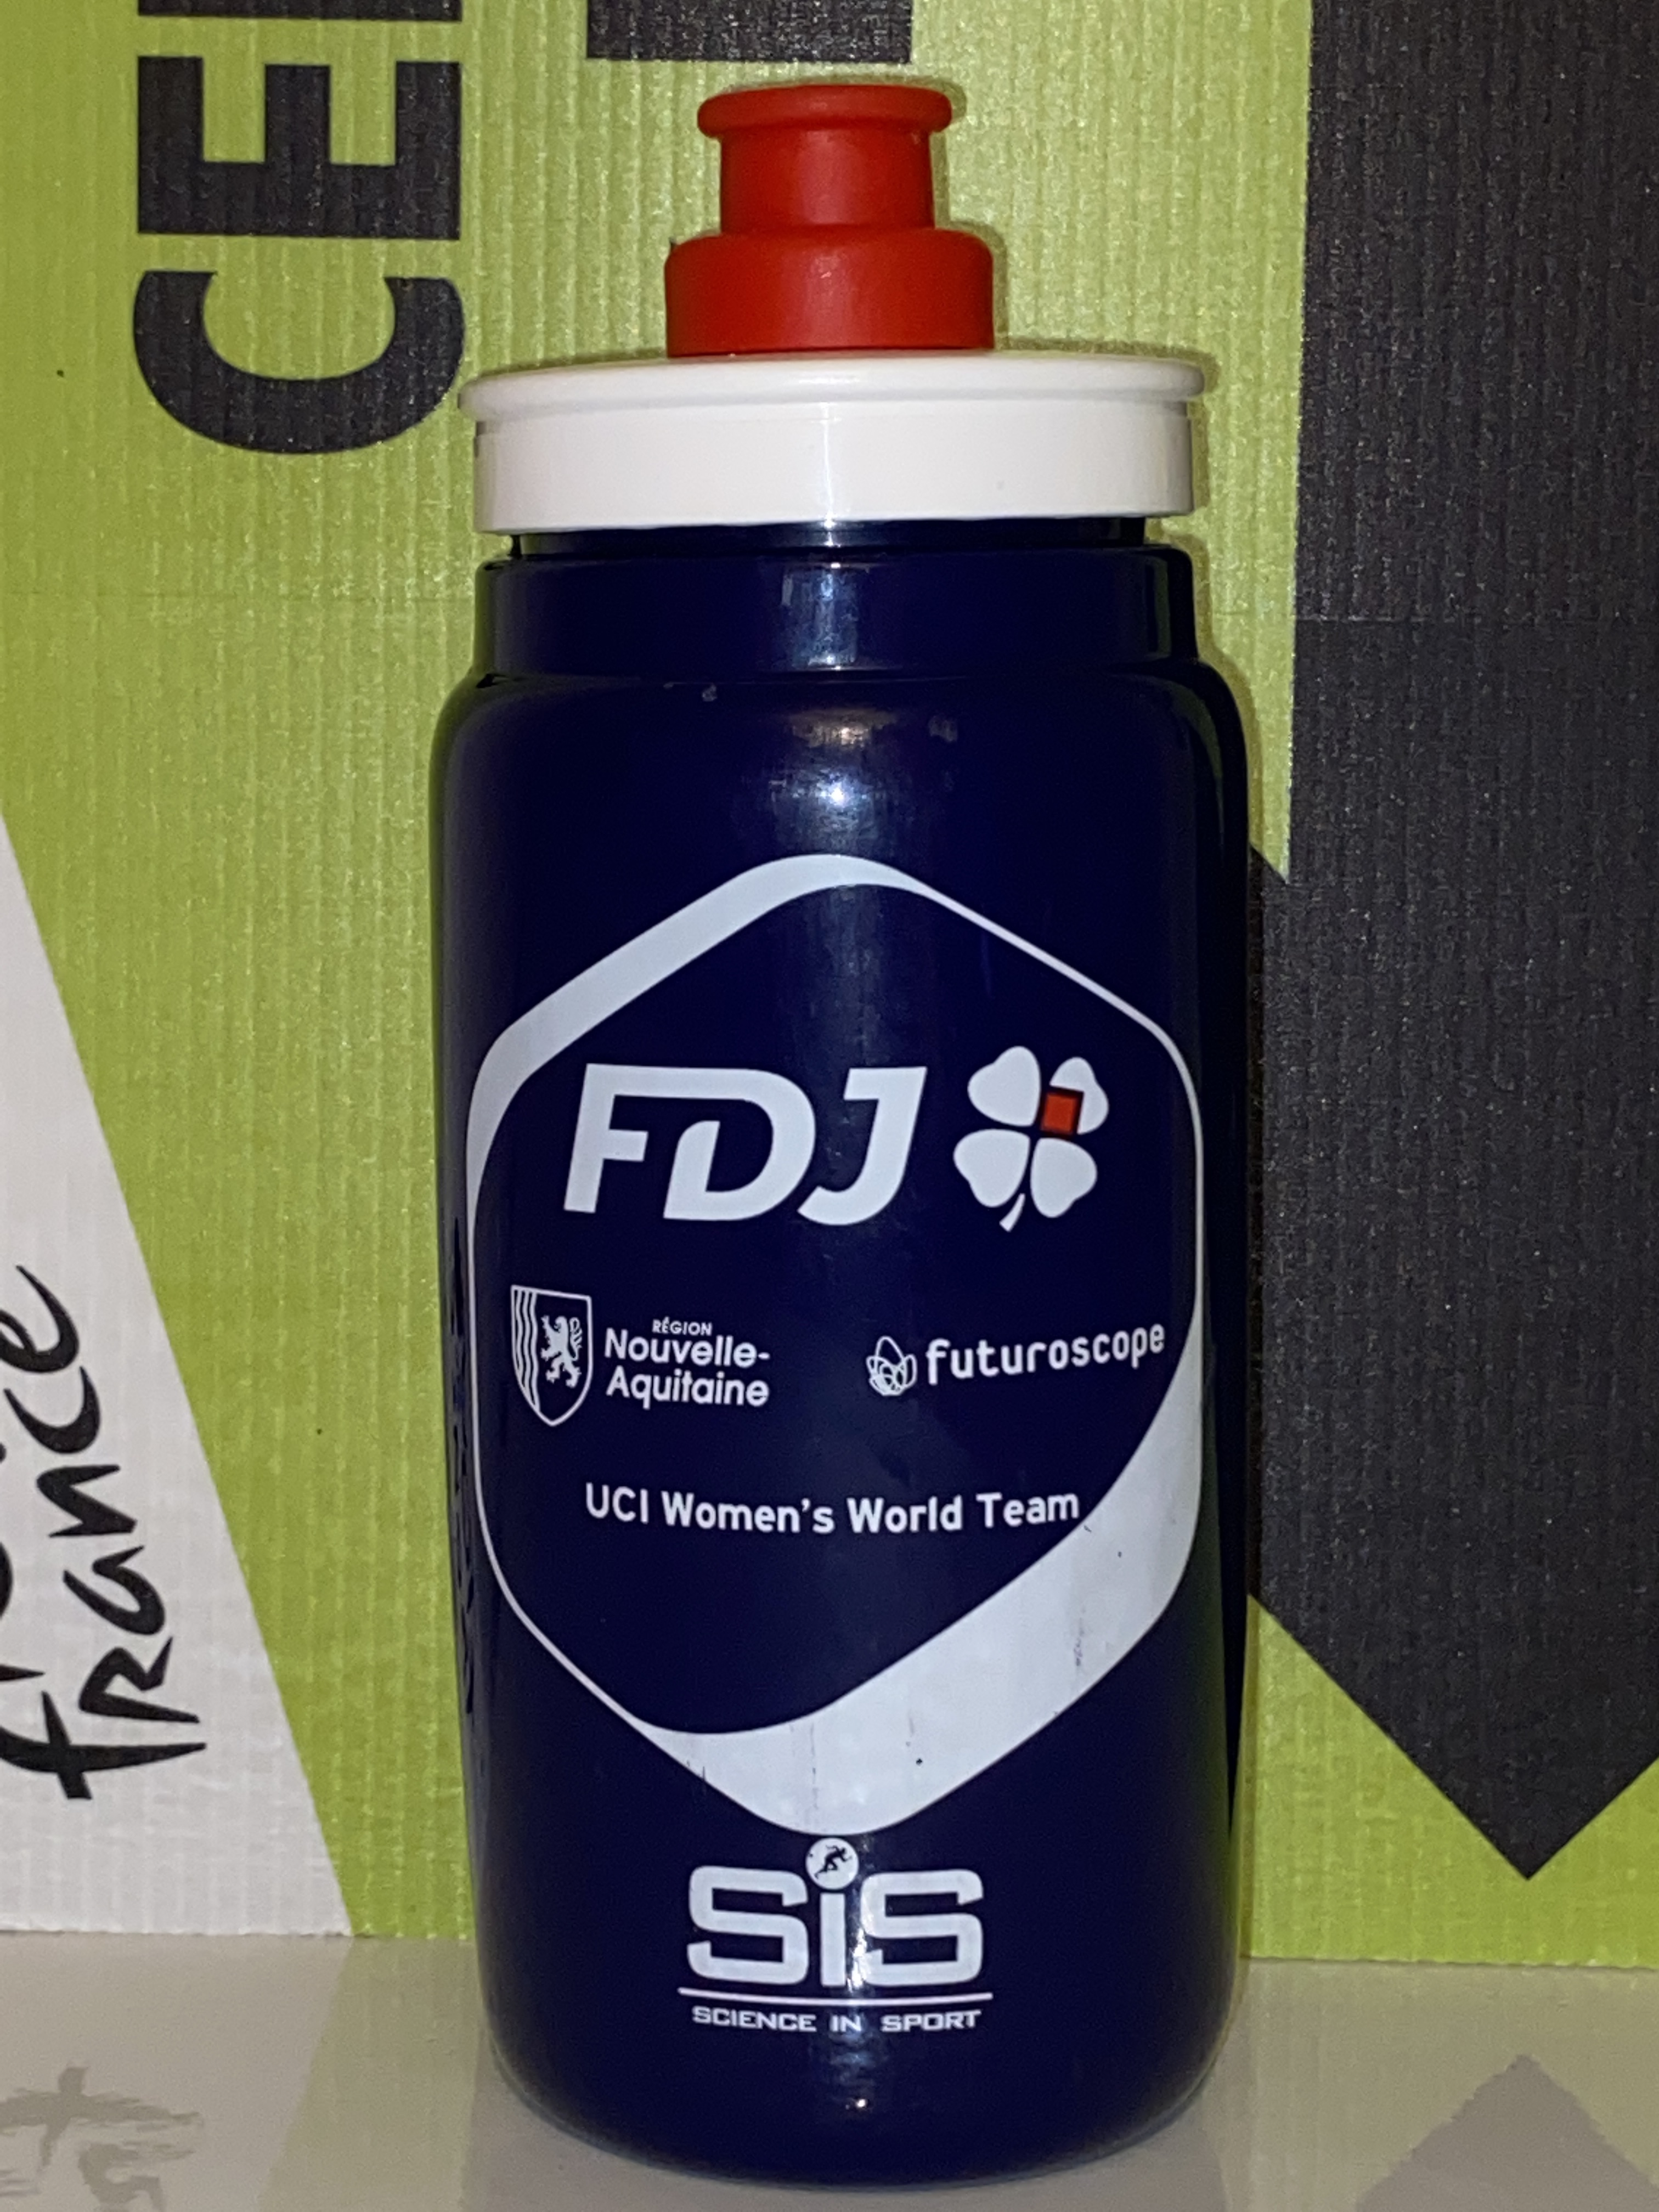 FDJ
RÉGION
Nouvelle-
Aquitaine
futuroscope
UCI Women's World Team
SiS
SCIENCE IN SPORT
france